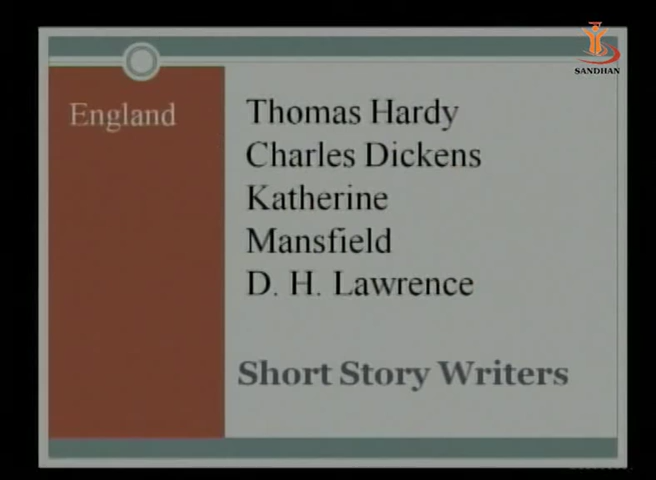 SANDHAN
England
Thomas Hardy
Charles Dickens
Katherine
Mansfield
D. H. Lawrence
Short Story Writers